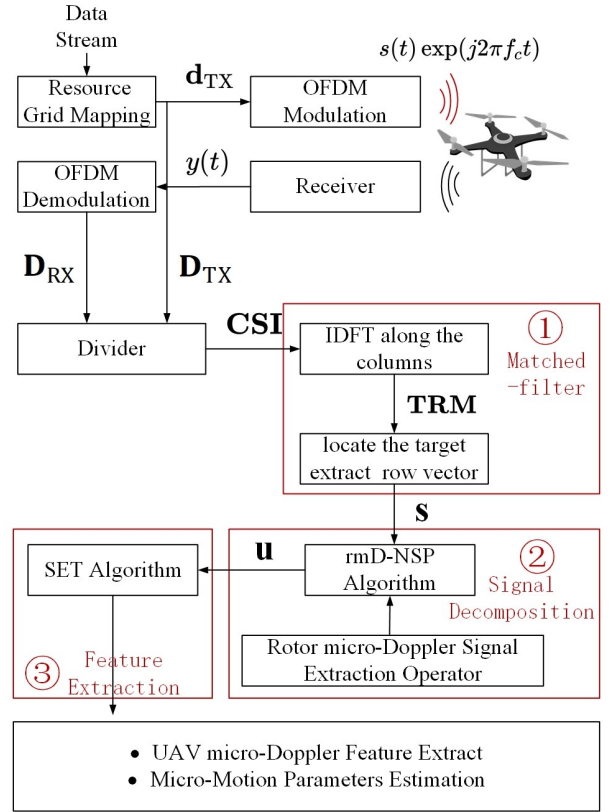 Data
Stream
s(t) exp(j2πf_c t)
Resource
Grid Mapping
d_TX
OFDM
Modulation
OFDM
Demodulation
y(t)
Receiver
D_RX
D_TX
Divider
CSI
IDFT along the
columns
①
Matched
-filter
TRM
locate the target
extract row vector
s
SET Algorithm
u
rmD-NSP
Algorithm
②
Signal
Decomposition
Rotor micro-Doppler Signal
Extraction Operator
③
Feature
Extraction
• UAV micro-Doppler Feature Extract
• Micro-Motion Parameters Estimation